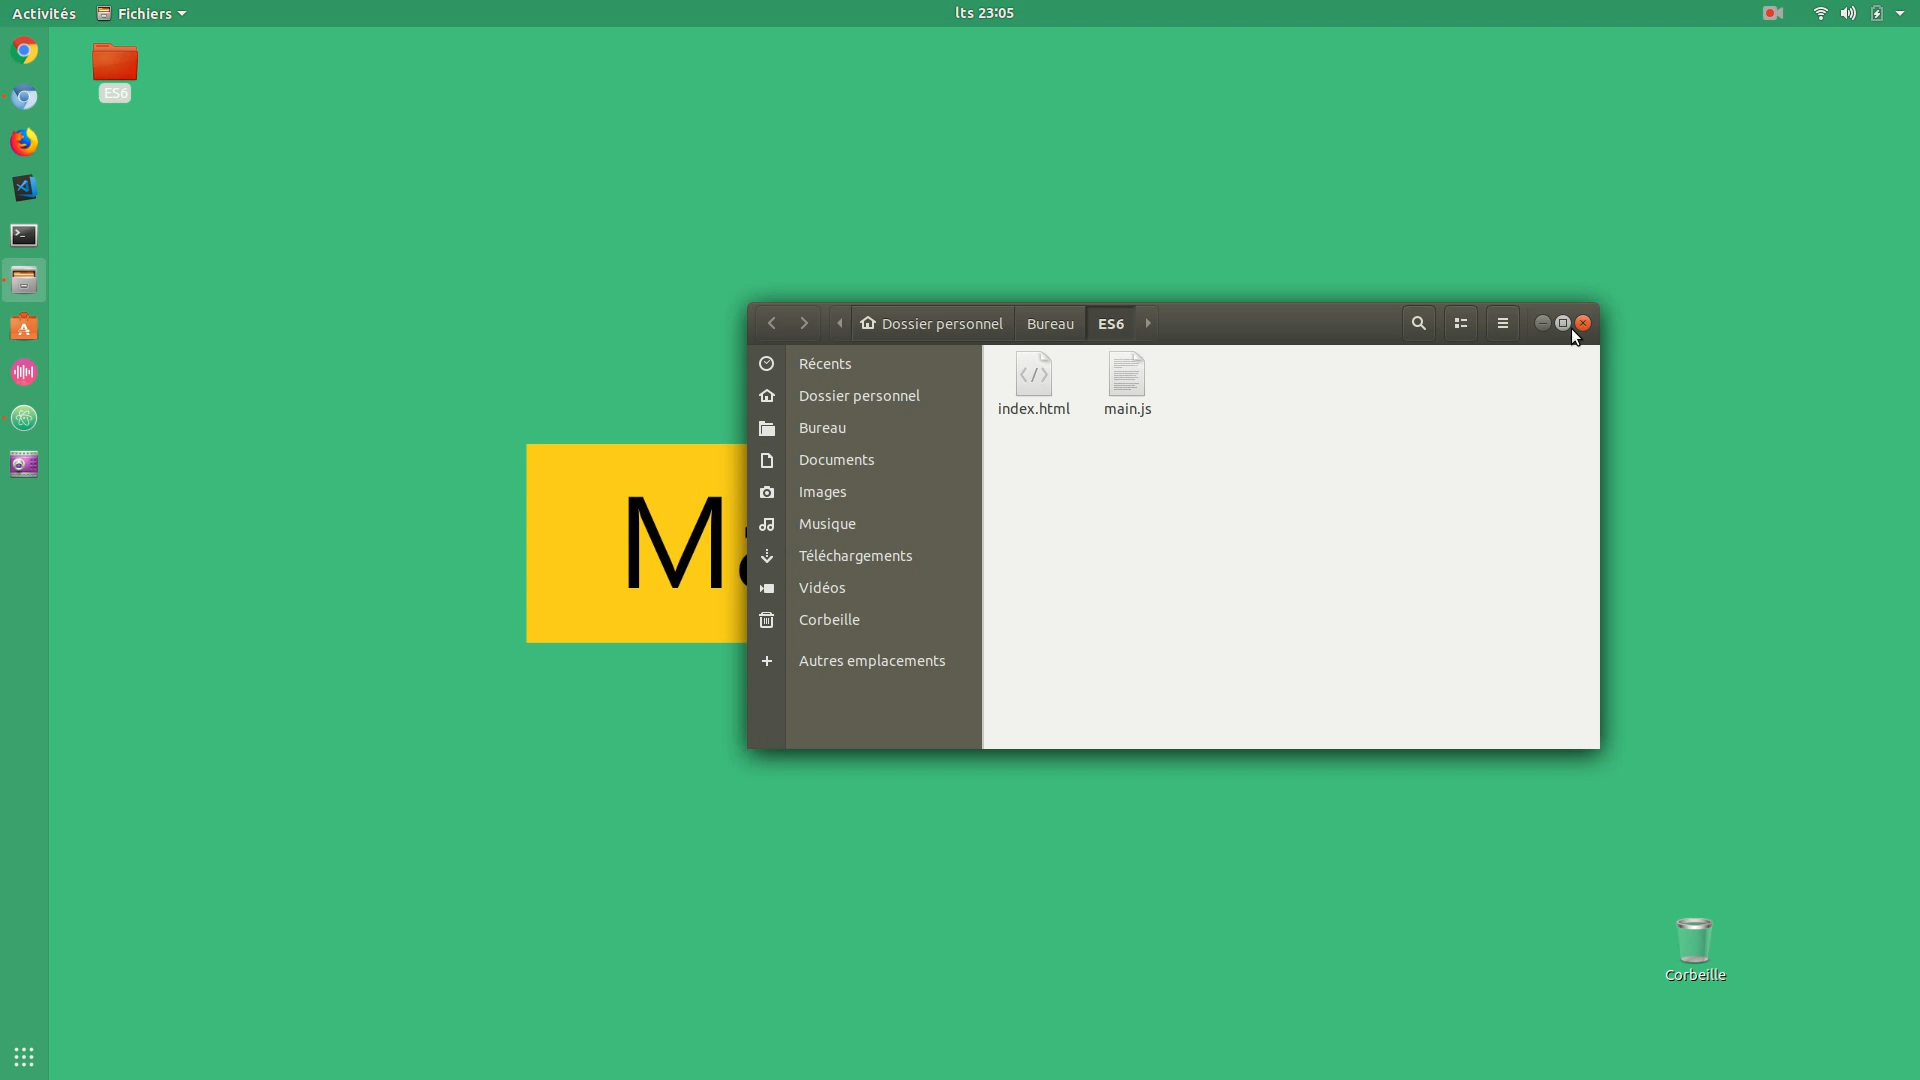 Activités Fichiers lts 23:05
ES6
Dossier personnel Bureau ES6
Récents
Dossier personnel
Bureau
Documents
Images
Musique
Téléchargements
Vidéos
Corbeille
Autres emplacements
index.html main.js
Corbeille